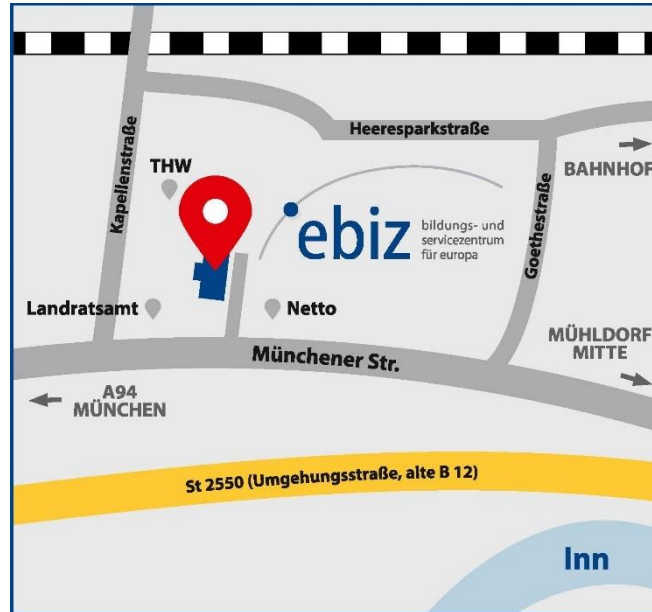 Kapellenstraße
Heeresparkstraße
BAHNHOF
THW
Goethestraße
ebiz
bildungs- und
servicezentrum
für europa
Landratsamt
Netto
Münchener Str.
MÜHLDORF
MITTE
A94
MÜNCHEN
St 2550 (Umgehungsstraße, alte B 12)
Inn